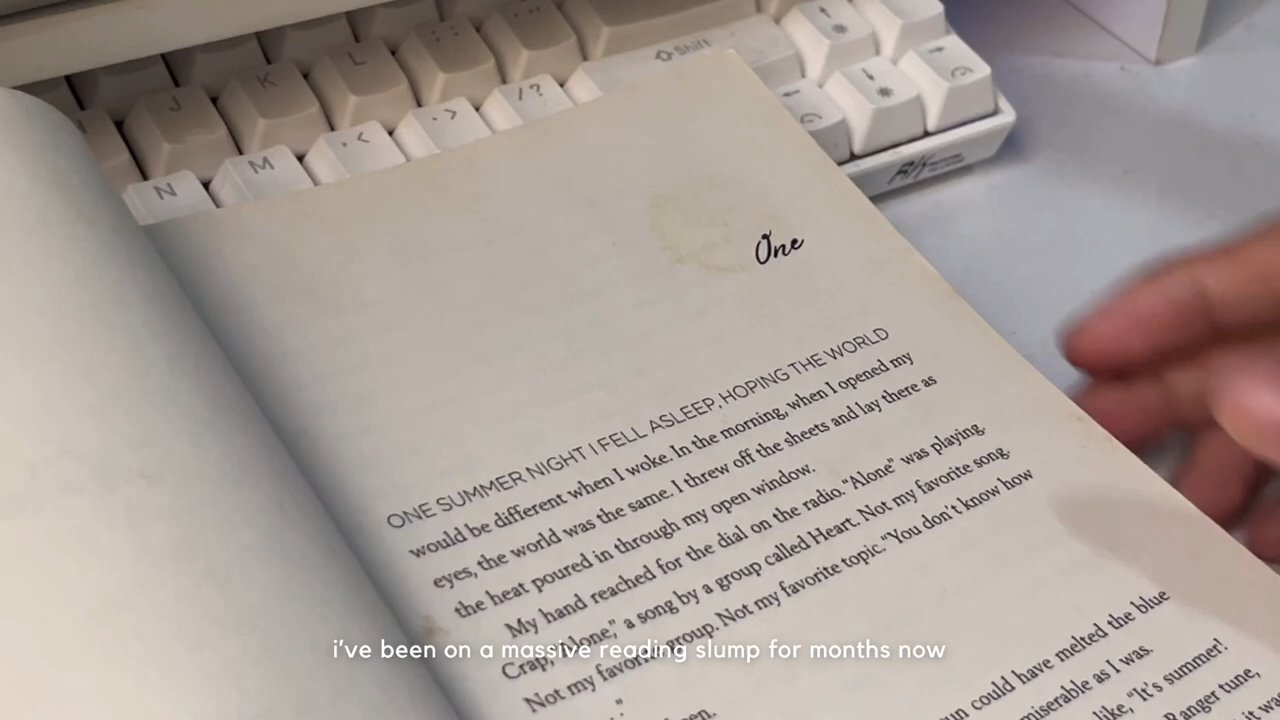 J K L : ; " '
N M , < . > / ? Shift
RK
One
ONE SUMMER NIGHT I FELL ASLEEP, HOPING THE WORLD
would be different when I woke. In the morning, when I opened my
eyes, the world was the same. I threw off the sheets and lay there as
the heat poured in through my open window.
My hand reached for the dial on the radio. “Alone” was playing.
Crap, “Alone,” a song by a group called Heart. Not my favorite song.
Not my favorite group. Not my favorite topic. “You don’t know how
could have melted the blue
miserable as I was.
like, “It’s summer!
Ranger tune,
it was
i’ve been on a massive reading slump for months now